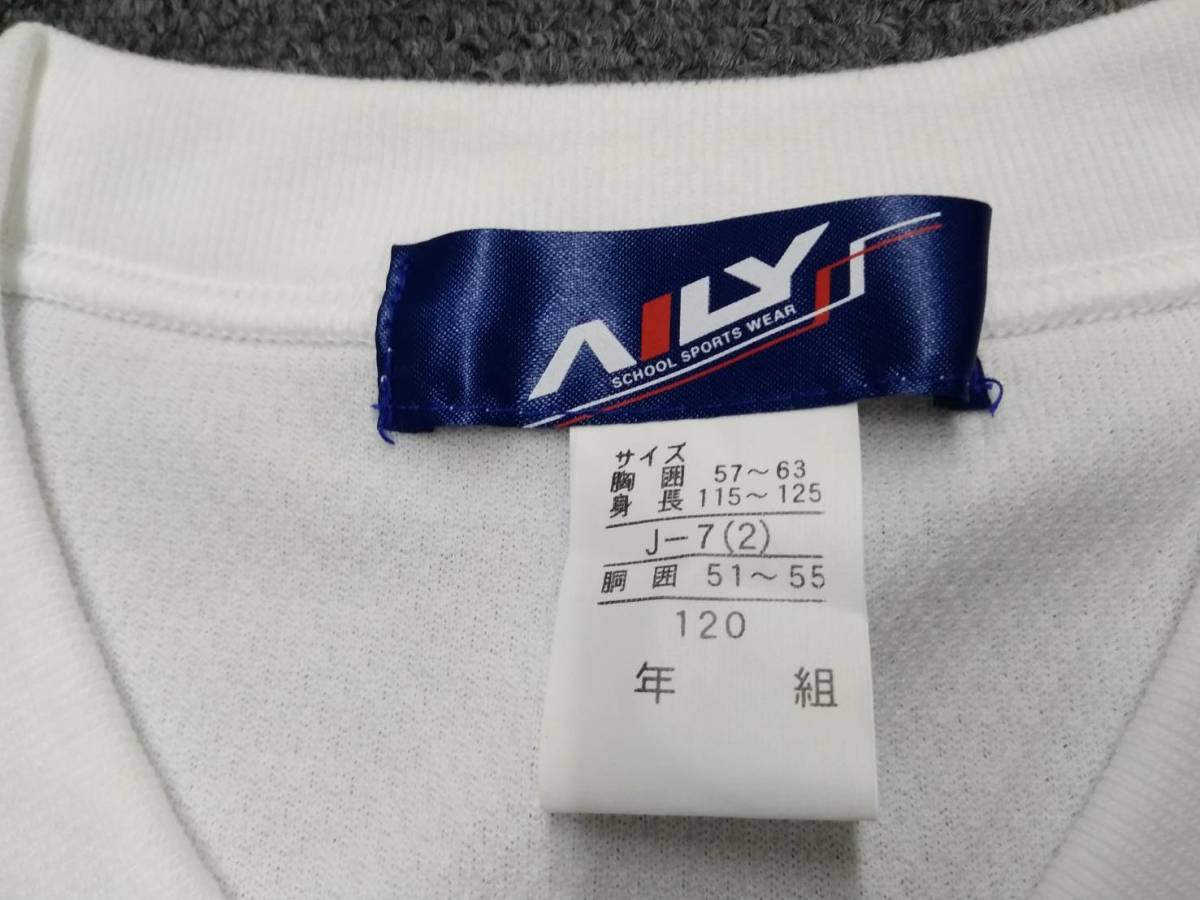 AILY
SCHOOL SPORTS WEAR
サイズ
胸囲 57～63
身長 115～125
J－7(2)
胴囲 51～55
120
年 組